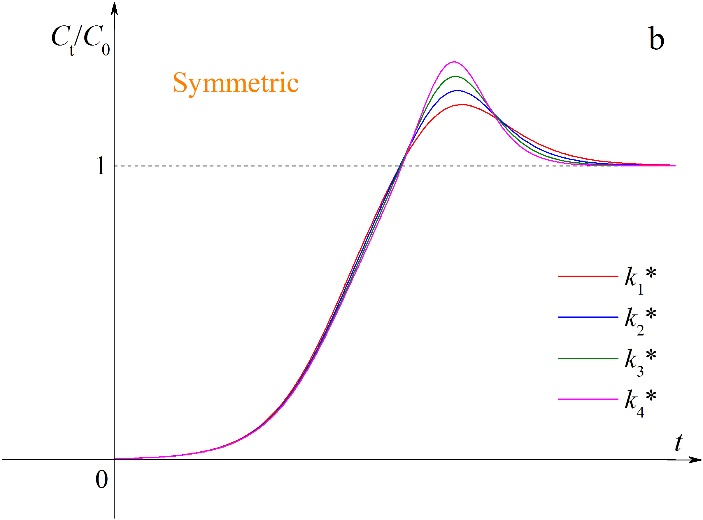 Ct/C0
b
Symmetric
1
k1*
k2*
k3*
k4*
t
0